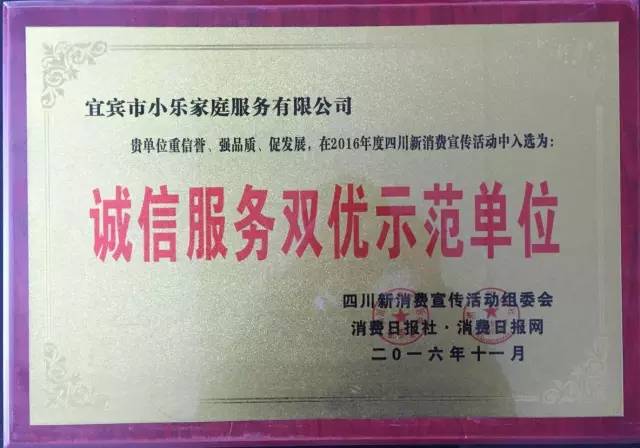 宜宾市小乐家庭服务有限公司
贵单位重信誉、强品质、促发展，在2016年度四川新消费宣传活动中入选为：
诚信服务双优示范单位
四川新消费宣传活动组委会
消费日报社·消费日报网
二〇一六年十一月